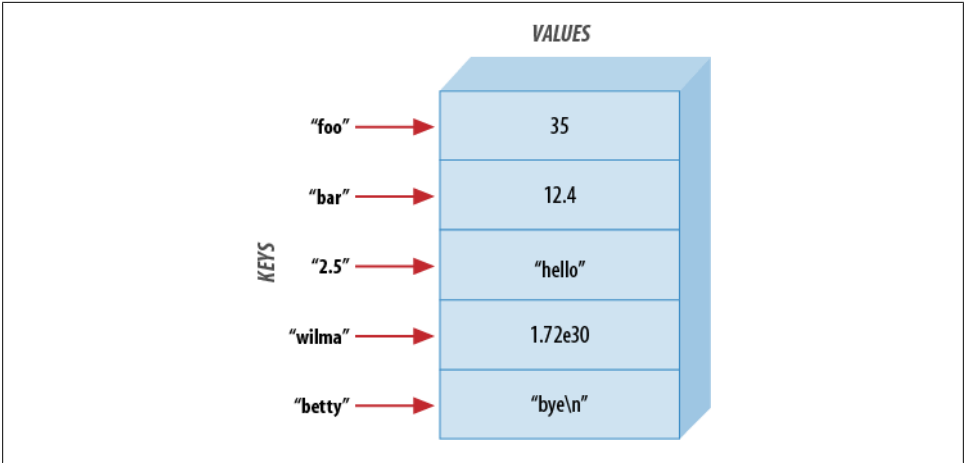 VALUES
“foo” 35
“bar” 12.4
KEYS
“2.5” “hello”
“wilma” 1.72e30
“betty” “bye\n”